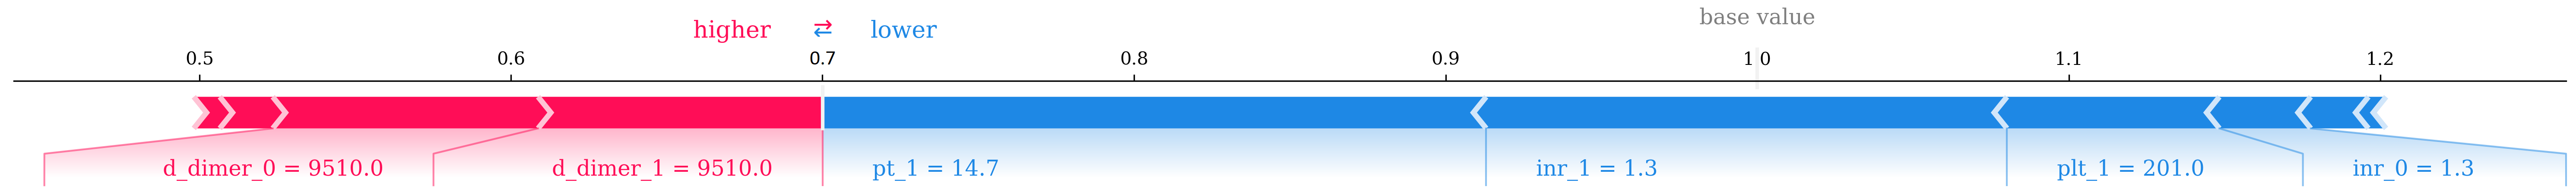 base value
higher ⇄ lower
0.5 0.6 0.7 0.8 0.9 1.0 1.1 1.2
d_dimer_0 = 9510.0 d_dimer_1 = 9510.0 pt_1 = 14.7 inr_1 = 1.3 plt_1 = 201.0 inr_0 = 1.3